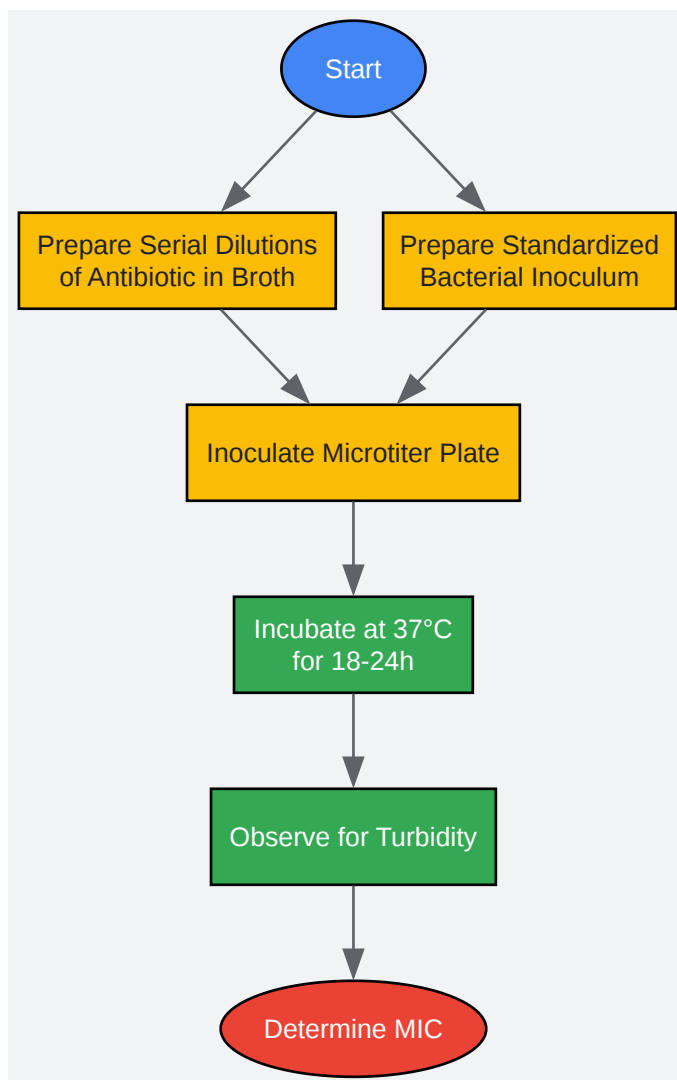 Start
Prepare Serial Dilutions
of Antibiotic in Broth
Prepare Standardized
Bacterial Inoculum
Inoculate Microtiter Plate
Incubate at 37°C
for 18-24h
Observe for Turbidity
Determine MIC